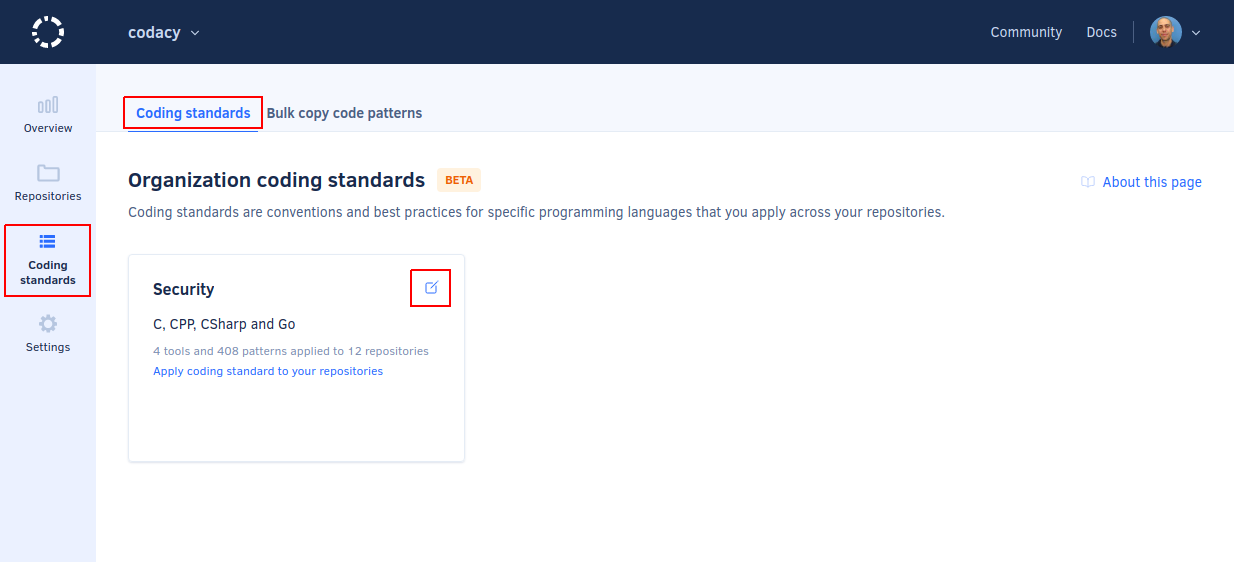 codacy
Community
Docs
Overview
Repositories
Coding
standards
Settings
Coding standards
Bulk copy code patterns
Organization coding standards
BETA
About this page
Coding standards are conventions and best practices for specific programming languages that you apply across your repositories.
Security
C, CPP, CSharp and Go
4 tools and 408 patterns applied to 12 repositories
Apply coding standard to your repositories